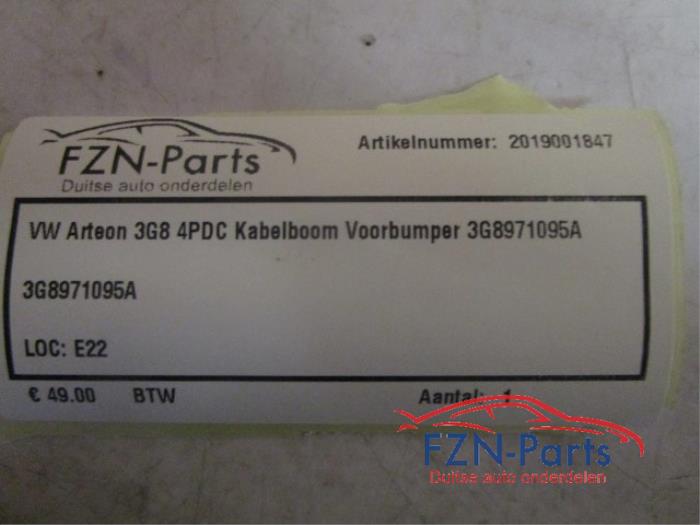 FZN-Parts
Duitse auto onderdelen
Artikelnummer: 2019001847
VW Arteon 3G8 4PDC Kabelboom Voorbumper 3G8971095A
3G8971095A
LOC: E22
€ 49.00 BTW Aantal: 1
FZN-Parts
Duitse auto onderdelen